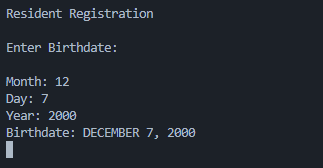 Resident Registration
Enter Birthdate:
Month: 12
Day: 7
Year: 2000
Birthdate: DECEMBER 7, 2000